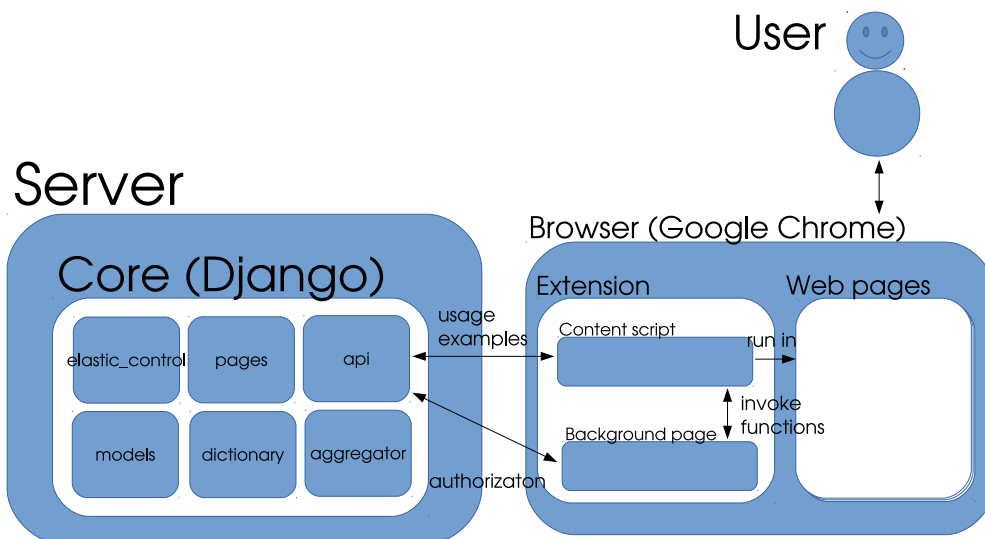 User
Server
Browser (Google Chrome)
Core (Django)
Extension
Web pages
usage
examples
Content script
run in
elastic_control
pages
api
invoke
functions
Background page
models
dictionary
aggregator
authorizaton